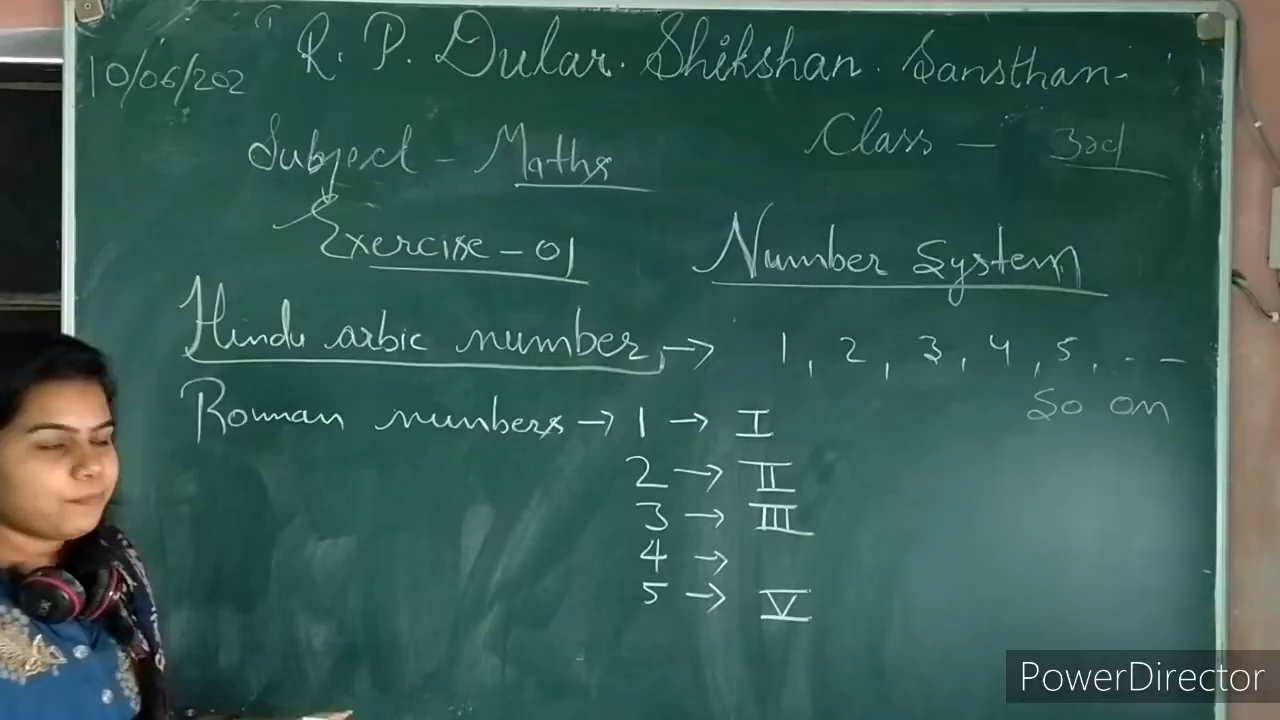 R. P. Dular. Shikshan. Sansthan.
10/06/202
Subject - Maths
Class - 3rd
Exercise-01
Number System
Hindu arbic number, → 1, 2, 3, 4, 5, - - -
So on
Roman numbers → 1 → I
2 → II
3 → III
4 →
5 → V
PowerDirector